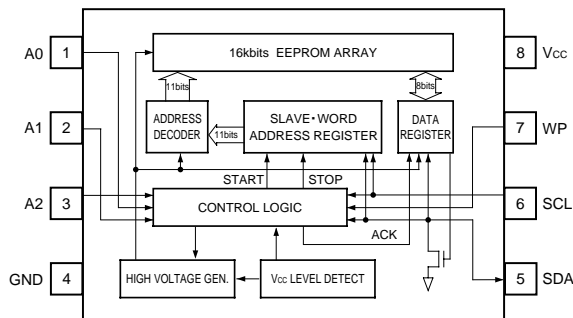 A0 1
16kbits EEPROM ARRAY
8 Vcc
11bits
8bits
A1 2
ADDRESS
DECODER
11bits
SLAVE・WORD
ADDRESS REGISTER
DATA
REGISTER
7 WP
START
STOP
A2 3
CONTROL LOGIC
6 SCL
ACK
GND 4
HIGH VOLTAGE GEN.
Vcc LEVEL DETECT
5 SDA